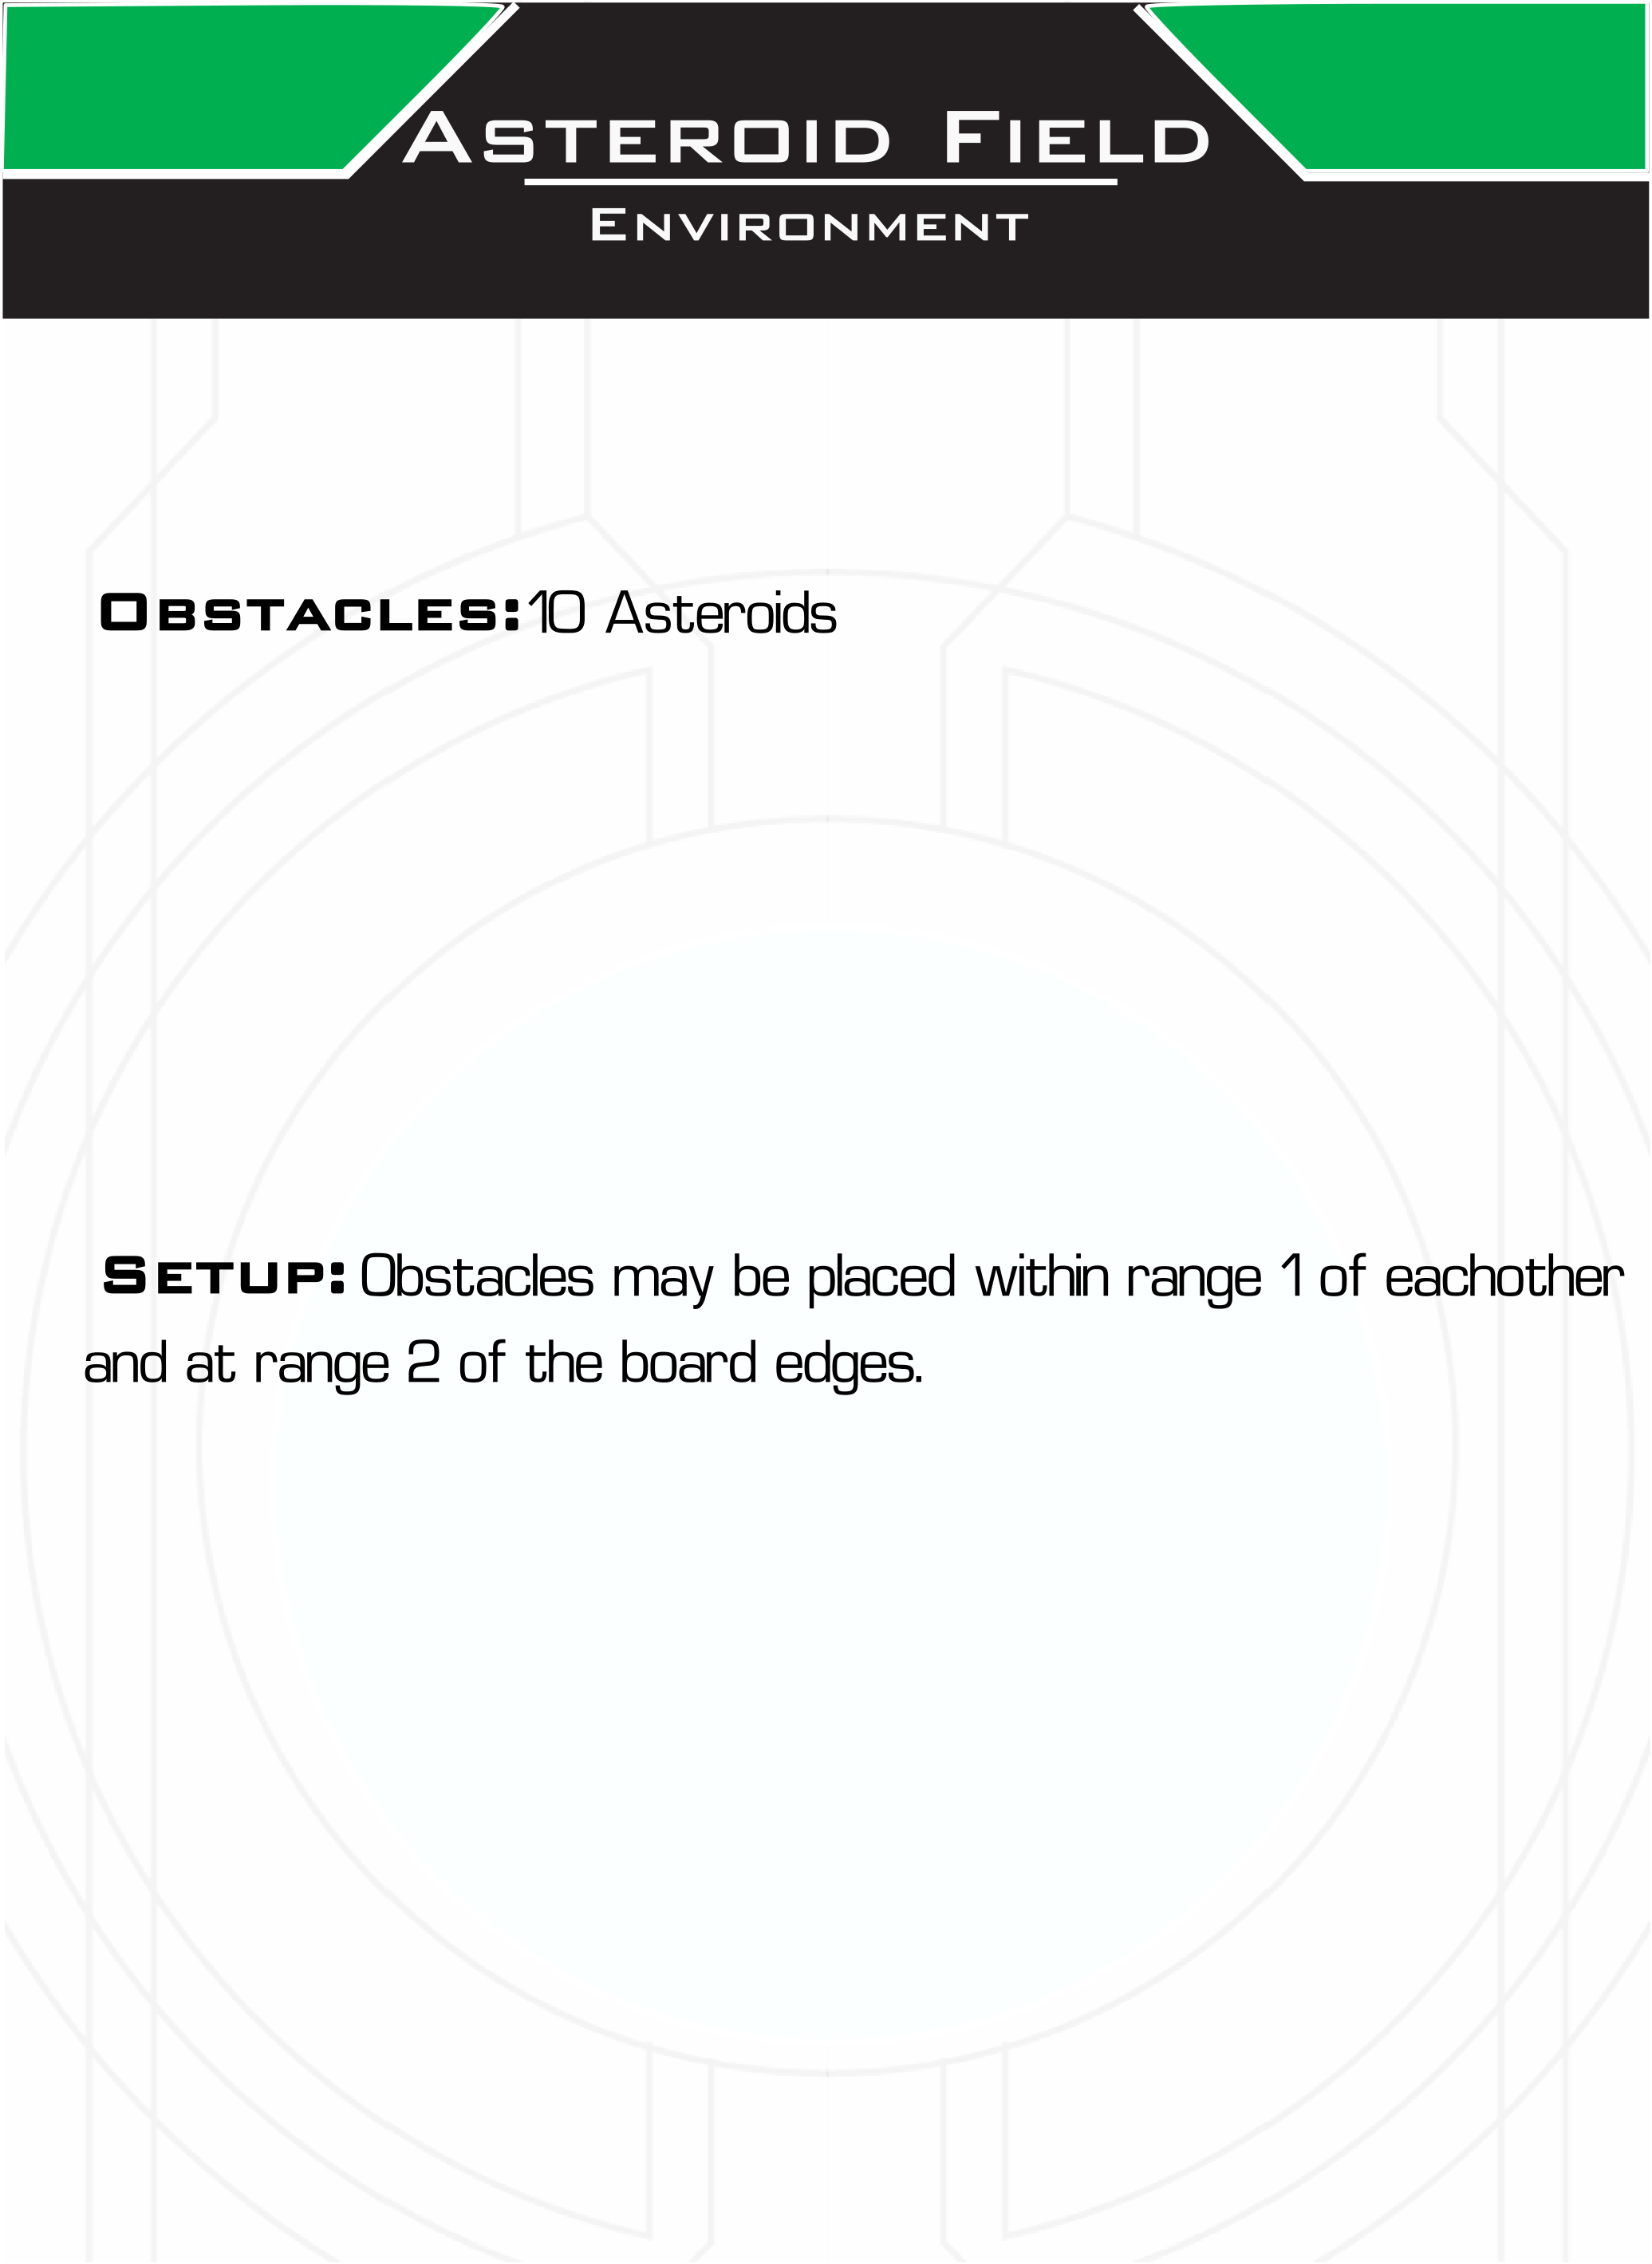 Asteroid Field
Environment
Obstacles: 10 Asteroids
Setup: Obstacles may be placed within range 1 of eachother
and at range 2 of the board edges.